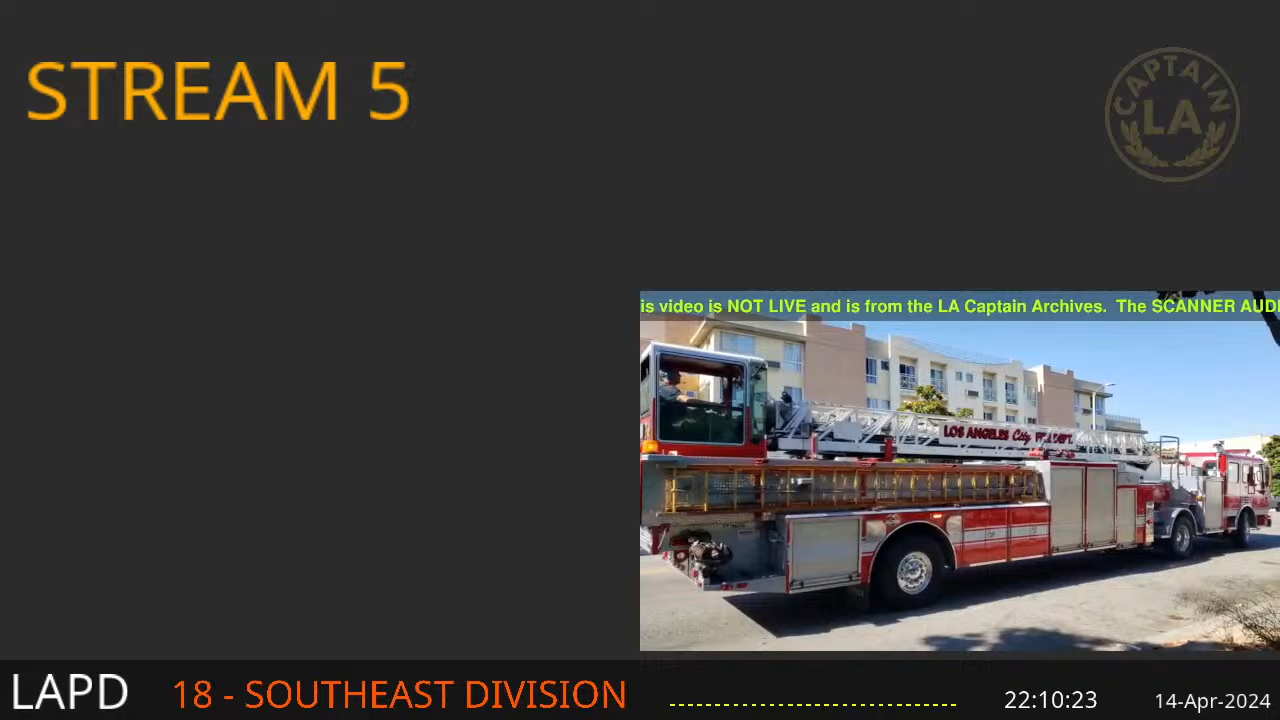 STREAM 5
CAPTAIN
LA
is video is NOT LIVE and is from the LA Captain Archives. The SCANNER AUDI
LOS ANGELES City FIRE DEPT.
LAPD 18 - SOUTHEAST DIVISION 22:10:23 14-Apr-2024